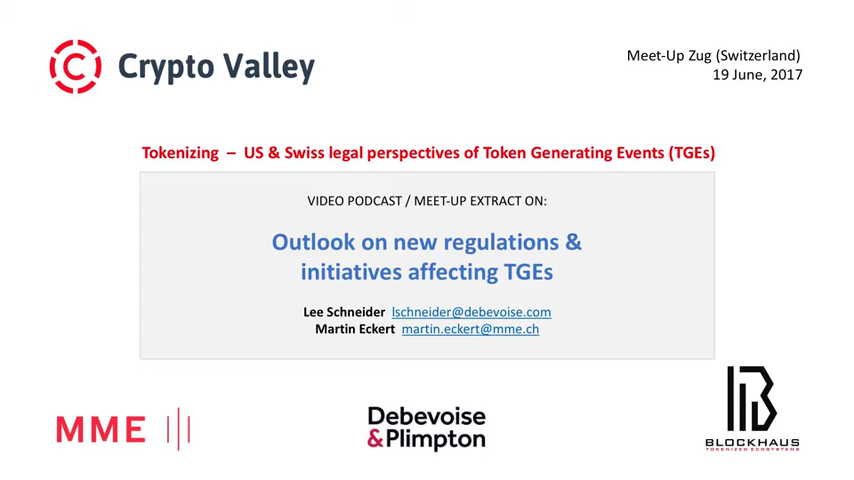 Crypto Valley
Meet-Up Zug (Switzerland)
19 June, 2017
Tokenizing – US & Swiss legal perspectives of Token Generating Events (TGEs)
VIDEO PODCAST / MEET-UP EXTRACT ON:
Outlook on new regulations &
initiatives affecting TGEs
Lee Schneider lschneider@debevoise.com
Martin Eckert martin.eckert@mme.ch
MME
Debevoise
&Plimpton
BLOCKHAUS
TOKENIZED ECOSYSTEMS